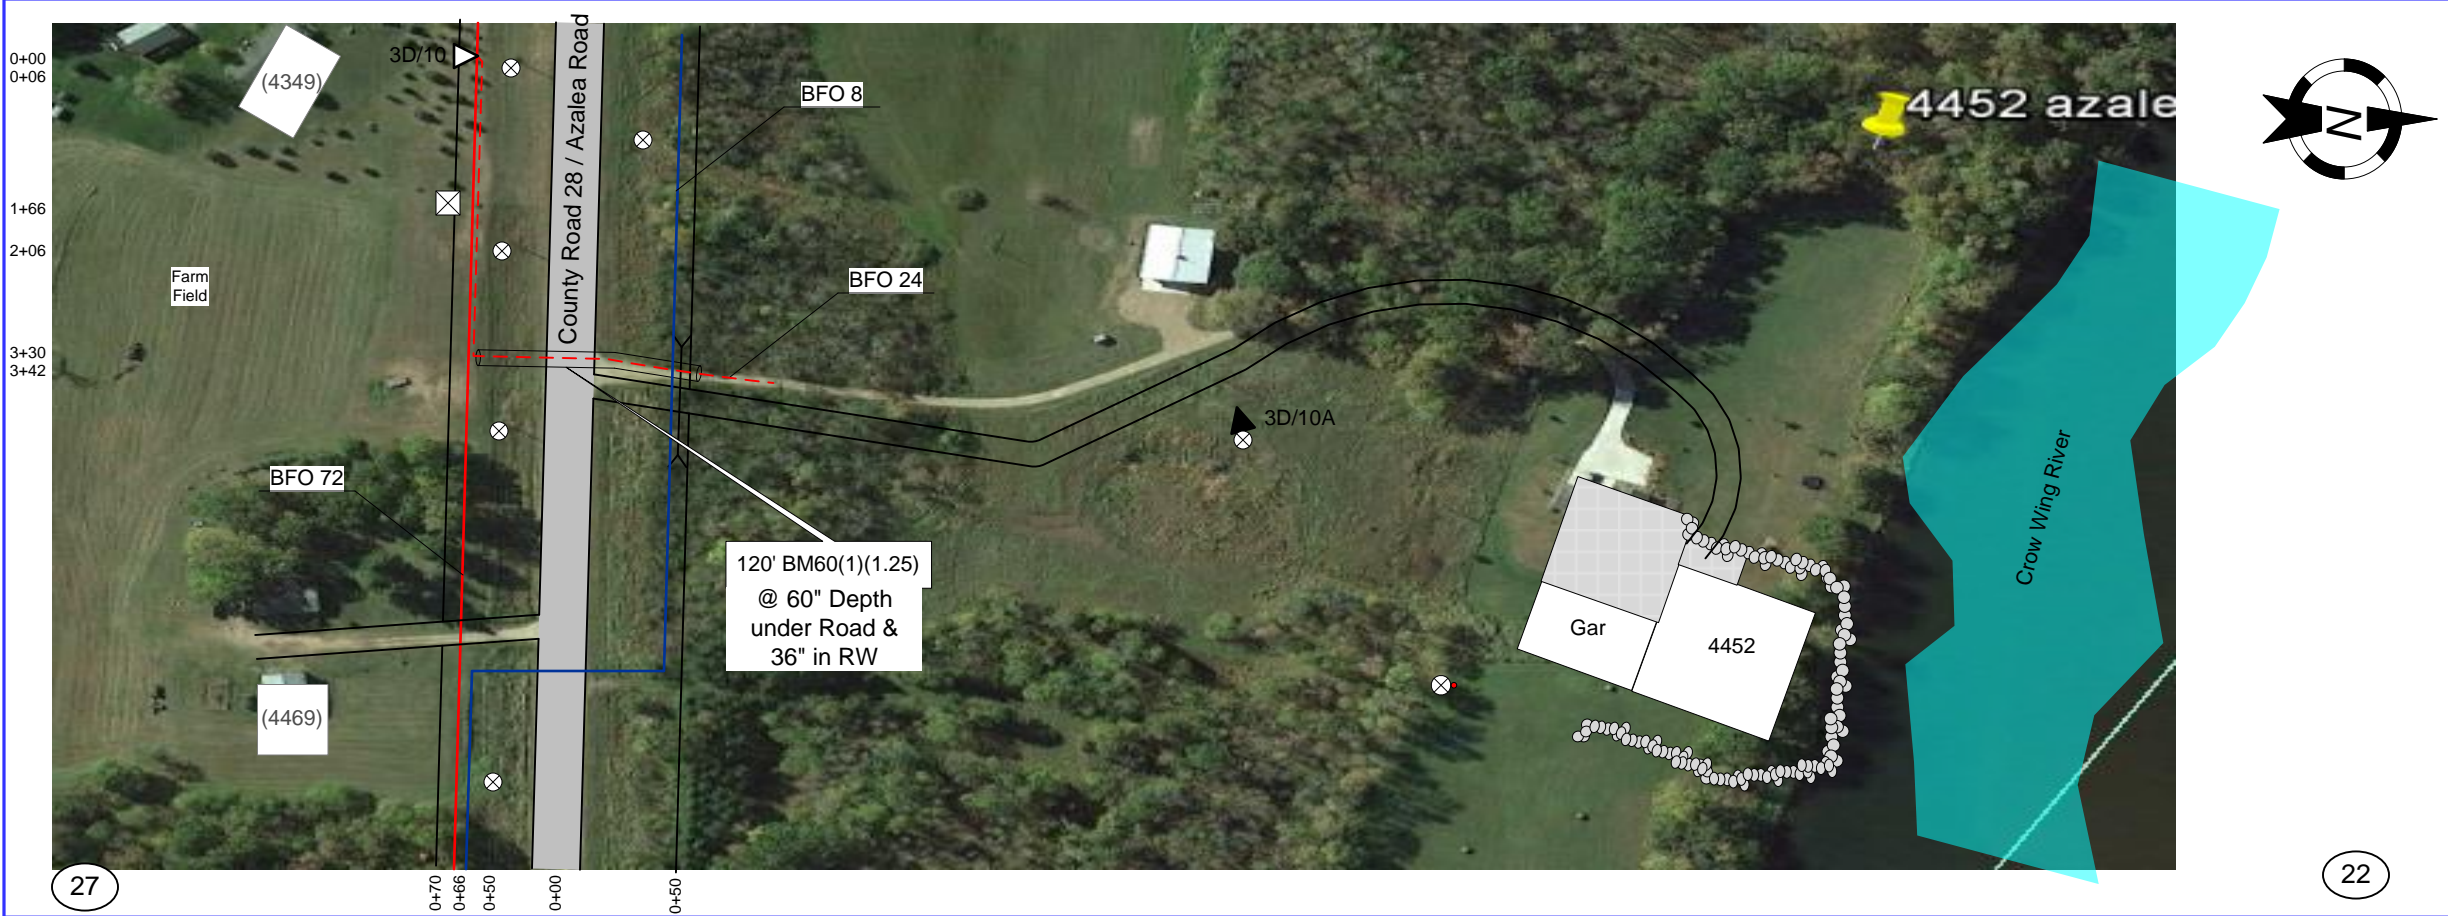 0+00
0+06
1+66
2+06
3+30
3+42
3D/10
(4349)
County Road 28 / Azalea Road
BFO 8
4452 azale
N
Farm
Field
BFO 24
3D/10A
BFO 72
120' BM60(1)(1.25)
@ 60" Depth
under Road &
36" in RW
Gar
4452
Crow Wing River
(4469)
27
0+70
0+66
0+50
0+00
0+50
22